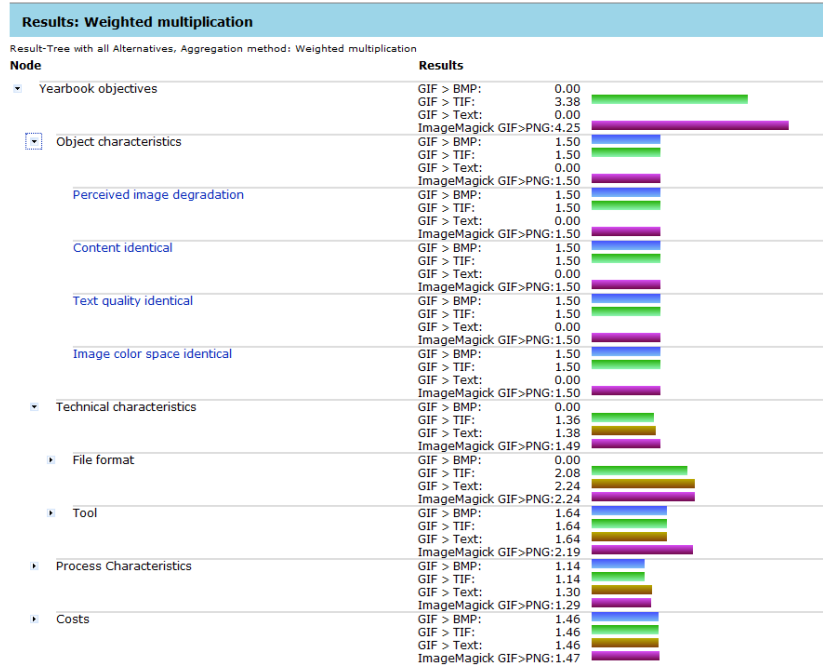 Results: Weighted multiplication
Result-Tree with all Alternatives, Aggregation method: Weighted multiplication
Node Results
Yearbook objectives GIF > BMP: 0.00
GIF > TIF: 3.38
GIF > Text: 0.00
ImageMagick GIF>PNG:4.25
Object characteristics GIF > BMP: 1.50
GIF > TIF: 1.50
GIF > Text: 0.00
ImageMagick GIF>PNG:1.50
Perceived image degradation GIF > BMP: 1.50
GIF > TIF: 1.50
GIF > Text: 0.00
ImageMagick GIF>PNG:1.50
Content identical GIF > BMP: 1.50
GIF > TIF: 1.50
GIF > Text: 0.00
ImageMagick GIF>PNG:1.50
Text quality identical GIF > BMP: 1.50
GIF > TIF: 1.50
GIF > Text: 0.00
ImageMagick GIF>PNG:1.50
Image color space identical GIF > BMP: 1.50
GIF > TIF: 1.50
GIF > Text: 0.00
ImageMagick GIF>PNG:1.50
Technical characteristics GIF > BMP: 0.00
GIF > TIF: 1.36
GIF > Text: 1.38
ImageMagick GIF>PNG:1.49
File format GIF > BMP: 0.00
GIF > TIF: 2.08
GIF > Text: 2.24
ImageMagick GIF>PNG:2.24
Tool GIF > BMP: 1.64
GIF > TIF: 1.64
GIF > Text: 1.64
ImageMagick GIF>PNG:2.19
Process Characteristics GIF > BMP: 1.14
GIF > TIF: 1.14
GIF > Text: 1.30
ImageMagick GIF>PNG:1.29
Costs GIF > BMP: 1.46
GIF > TIF: 1.46
GIF > Text: 1.46
ImageMagick GIF>PNG:1.47